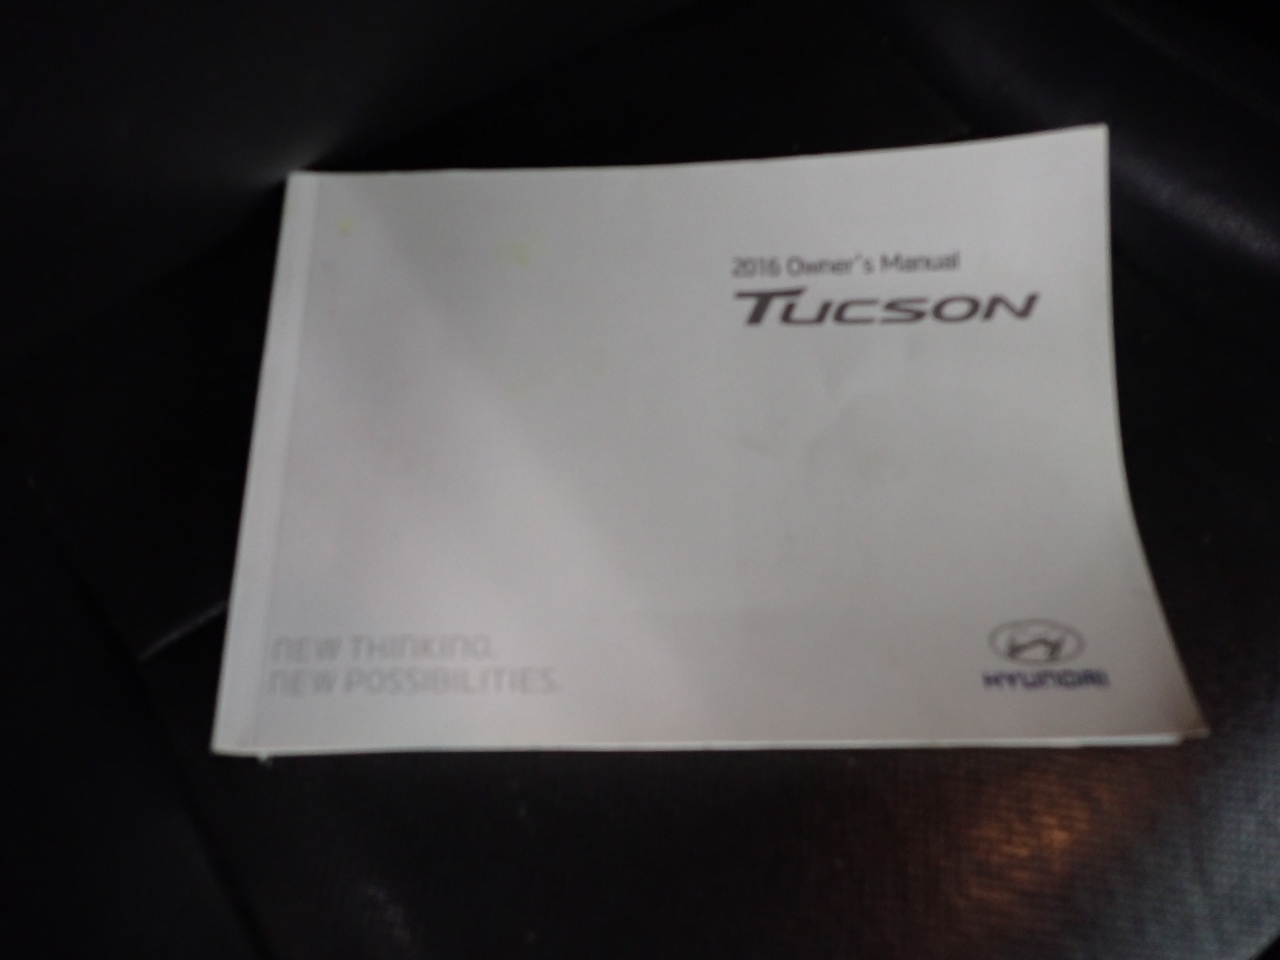 2016 Owner's Manual
TUCSON
NEW THINKING.
NEW POSSIBILITIES.
HYUNDAI